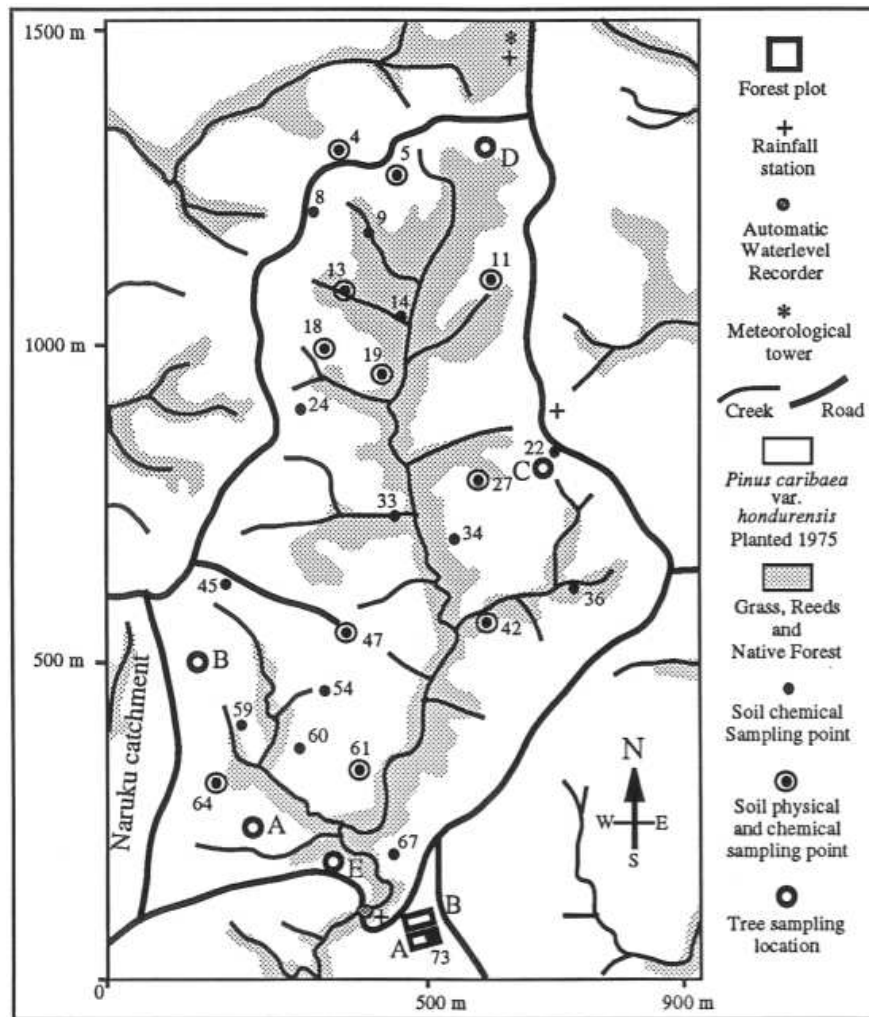 1500 m
1000 m
500 m
0
500 m
900 m
4
5
D
8
9
11
13
14
18
19
24
22
C
27
33
34
45
36
47
42
B
54
59
60
61
64
A
67
E
B
A
73
Naruku catchment
N
W
E
S
Forest plot
Rainfall
station
Automatic
Waterlevel
Recorder
Meteorological
tower
Creek Road
Pinus caribaea
var.
hondurensis
Planted 1975
Grass, Reeds
and
Native Forest
Soil chemical
Sampling point
Soil physical
and chemical
sampling point
Tree sampling
location